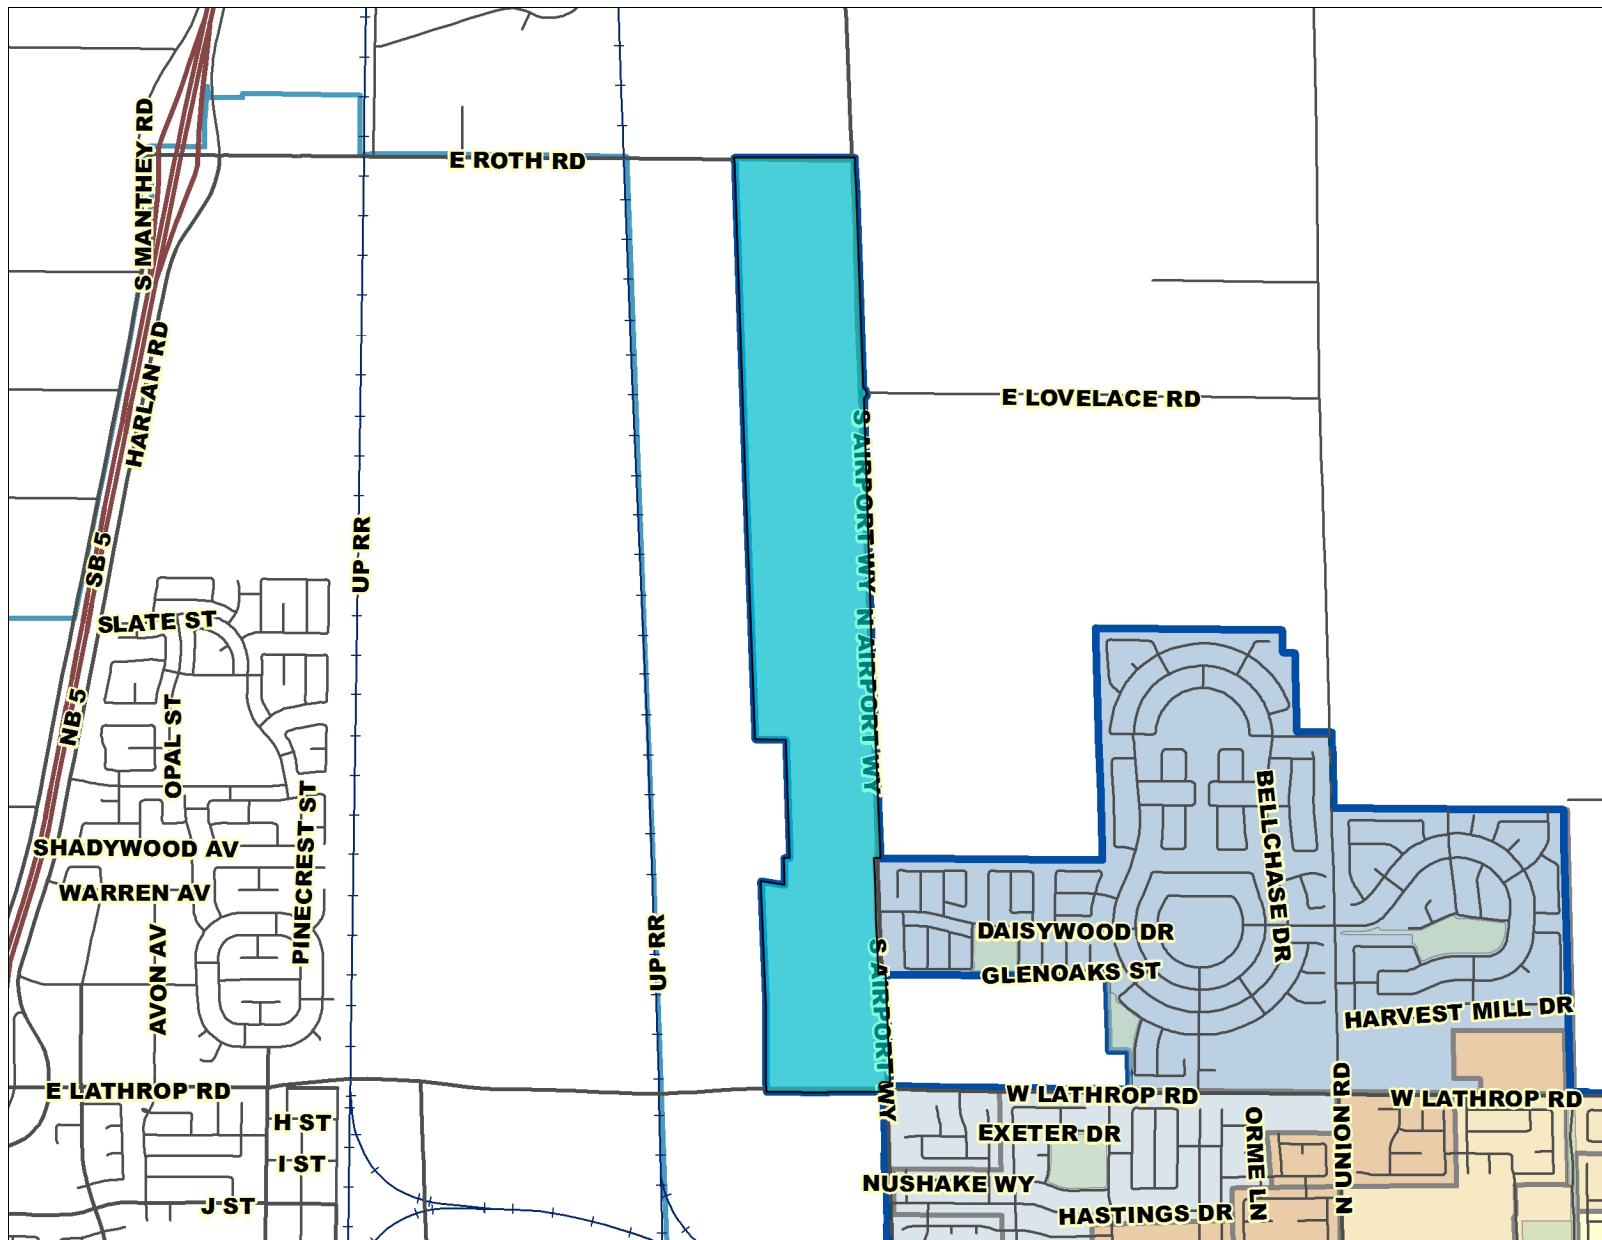 S MANTHEY RD
E ROTH RD
HARLAN RD
E LOVELACE RD
S AIRPORT WY
N AIRPORT WY
UP RR
SB 5
SLATE ST
NB 5
OPAL ST
PINECREST ST
BELLCHASE DR
SHADYWOOD AV
WARREN AV
AVON AV
UP RR
DAISYWOOD DR
GLENOAKS ST
S AIRPORT WY
HARVEST MILL DR
E LATHROP RD
W LATHROP RD
W LATHROP RD
H ST
EXETER DR
ORME LN
N UNION RD
I ST
NUSHAKE WY
J ST
HASTINGS DR